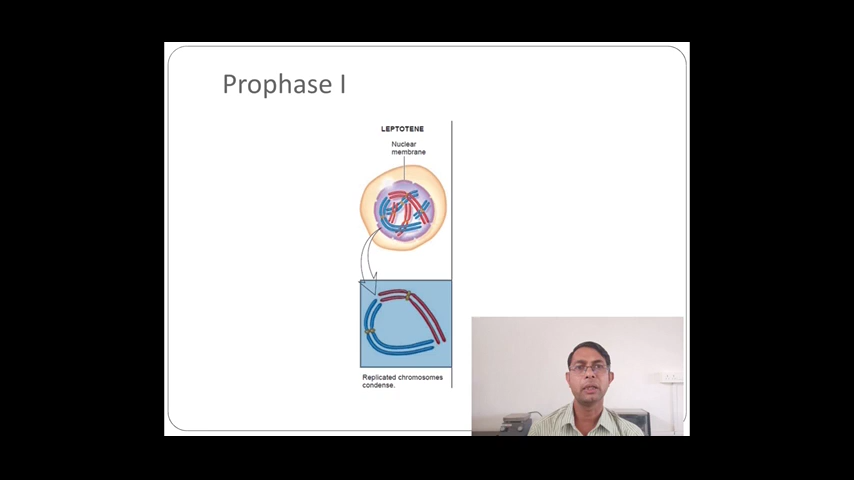 Prophase I
LEPTOTENE
Nuclear
membrane
Replicated chromosomes
condense.